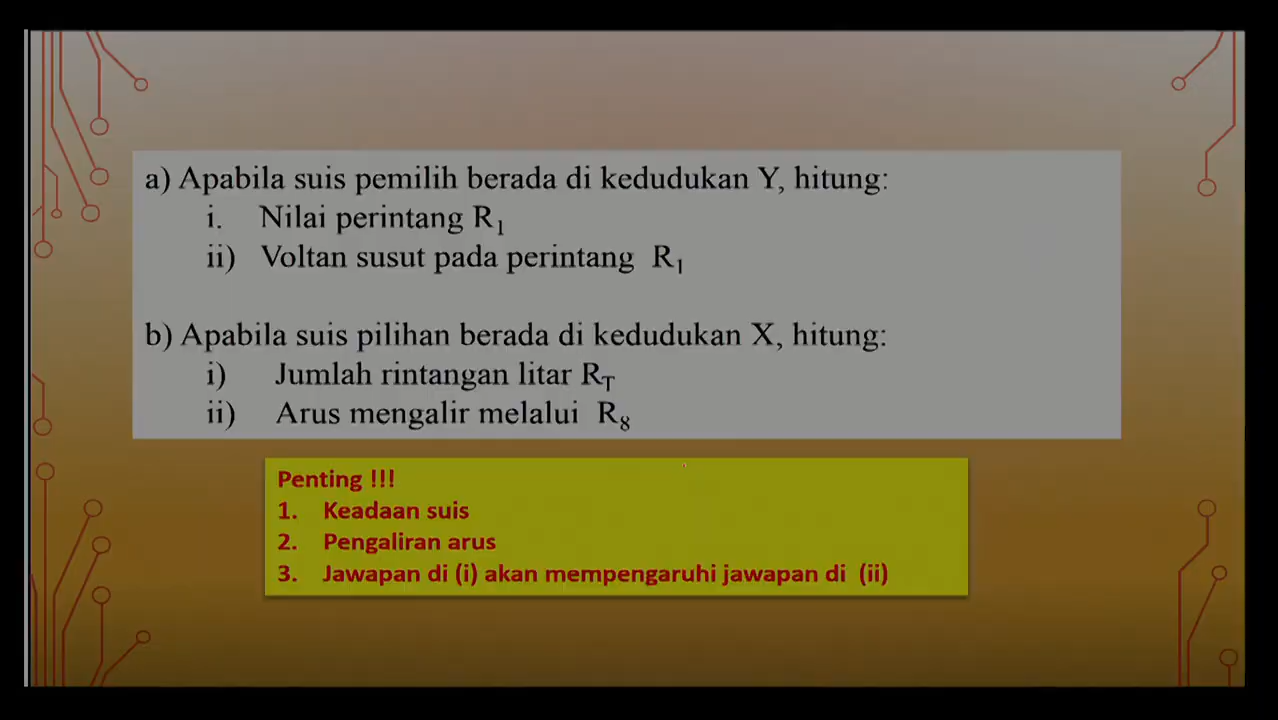 a) Apabila suis pemilih berada di kedudukan Y, hitung:
i. Nilai perintang R₁
ii) Voltan susut pada perintang R₁
b) Apabila suis pilihan berada di kedudukan X, hitung:
i) Jumlah rintangan litar R_T
ii) Arus mengalir melalui R₈
Penting !!!
1. Keadaan suis
2. Pengaliran arus
3. Jawapan di (i) akan mempengaruhi jawapan di (ii)